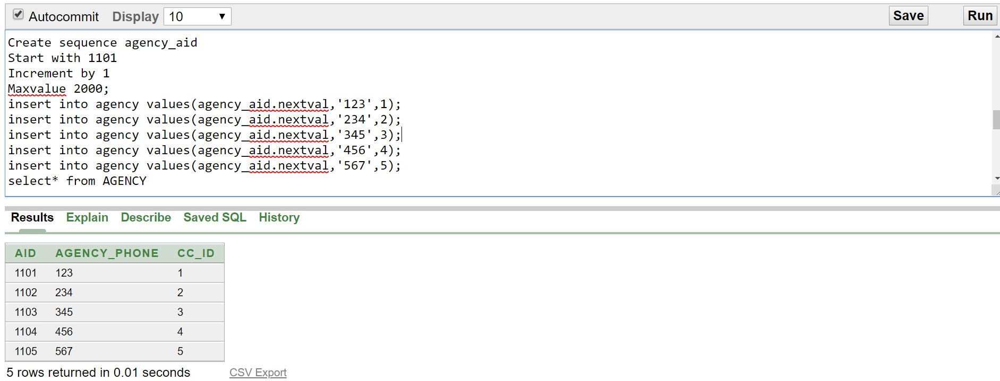 Autocommit Display 10 Save Run
Create sequence agency_aid
Start with 1101
Increment by 1
Maxvalue 2000;
insert into agency values(agency_aid.nextval,'123',1);
insert into agency values(agency_aid.nextval,'234',2);
insert into agency values(agency_aid.nextval,'345',3);
insert into agency values(agency_aid.nextval,'456',4);
insert into agency values(agency_aid.nextval,'567',5);
select* from AGENCY
Results Explain Describe Saved SQL History
AID AGENCY_PHONE CC_ID
1101 123 1
1102 234 2
1103 345 3
1104 456 4
1105 567 5
5 rows returned in 0.01 seconds CSV Export